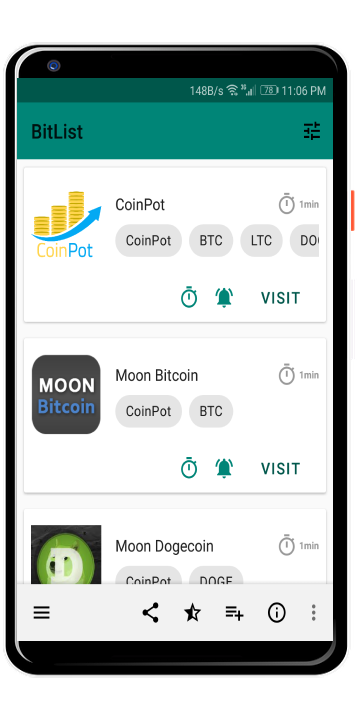 148B/s 3G 78 11:06 PM
BitList
CoinPot
CoinPot
1min
CoinPot BTC LTC DO
VISIT
MOON
Bitcoin
Moon Bitcoin
1min
CoinPot BTC
VISIT
Moon Dogecoin
1min
CoinPot DOGE